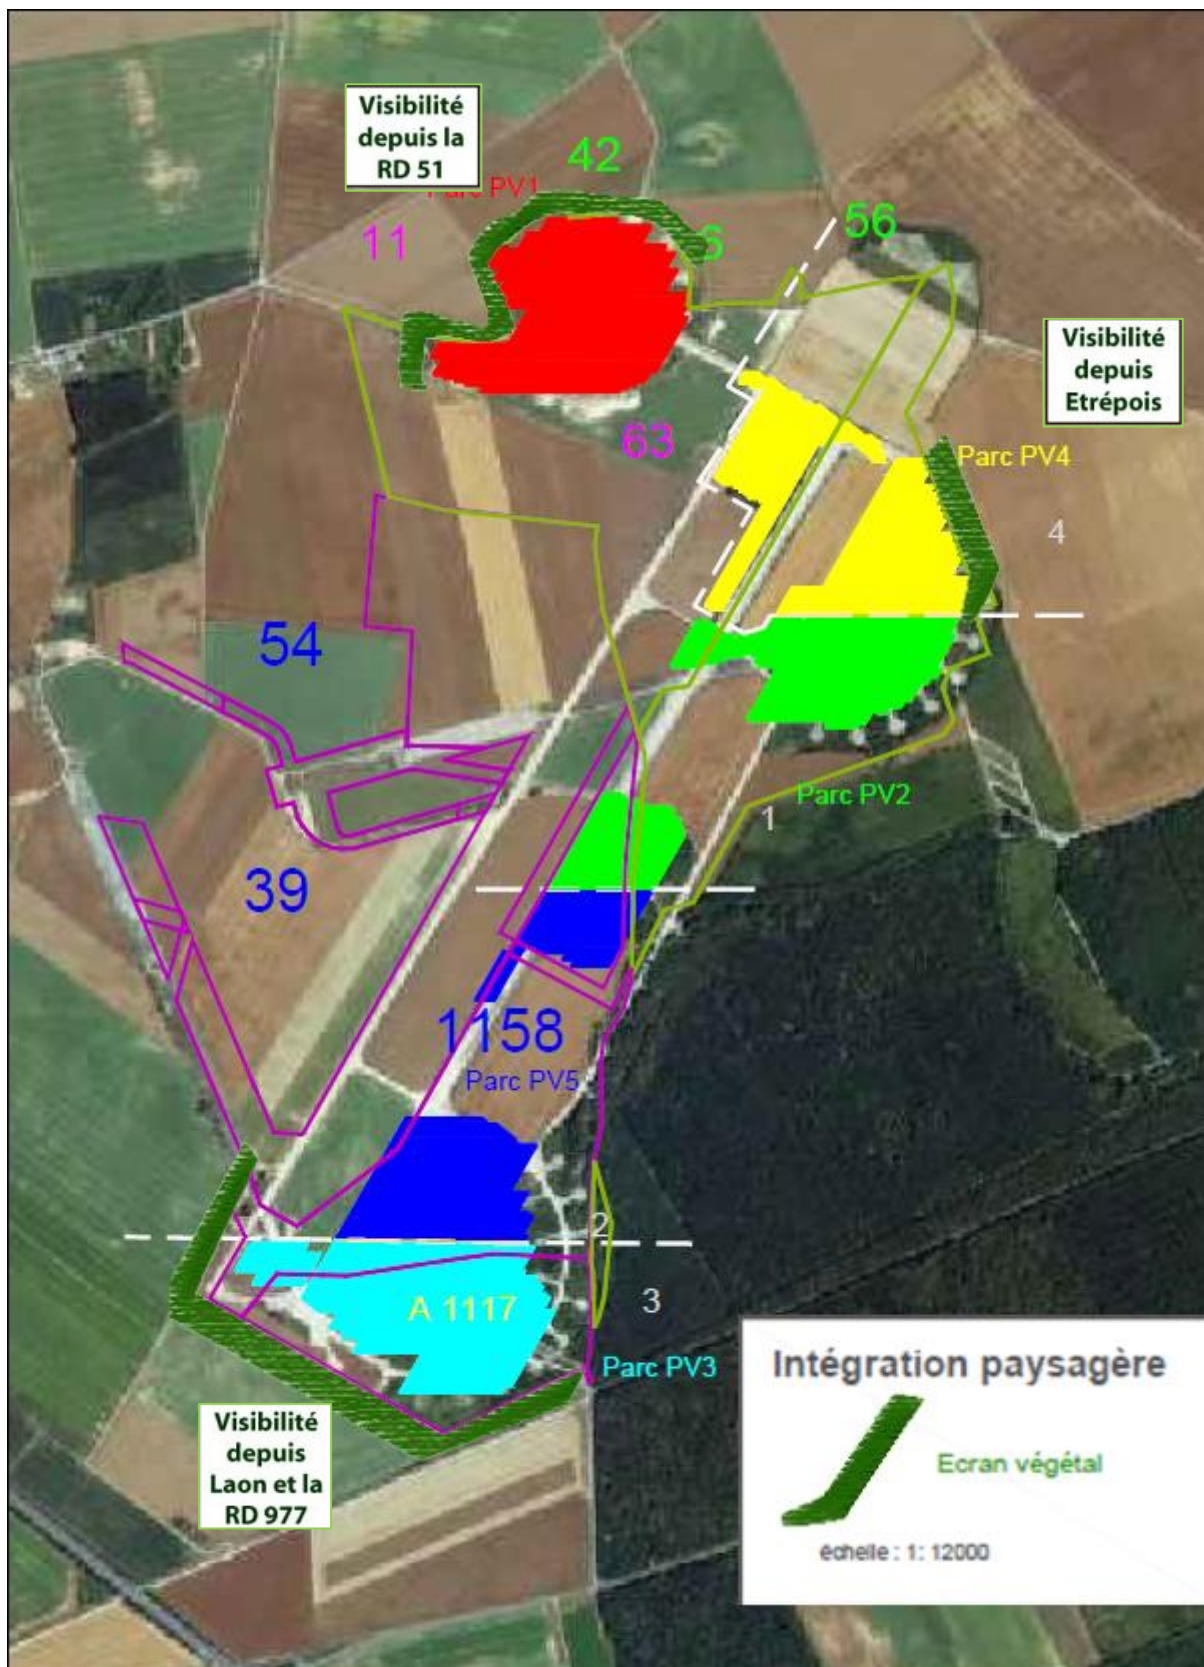 Visibilité
depuis la
RD 51
42
Parc PV1
11
6
56
Visibilité
depuis
Etrépois
63
Parc PV4
4
54
Parc PV2
1
39
1158
Parc PV5
2
3
A 1117
Parc PV3
Intégration paysagère
Ecran végétal
échelle : 1: 12000
Visibilité
depuis
Laon et la
RD 977